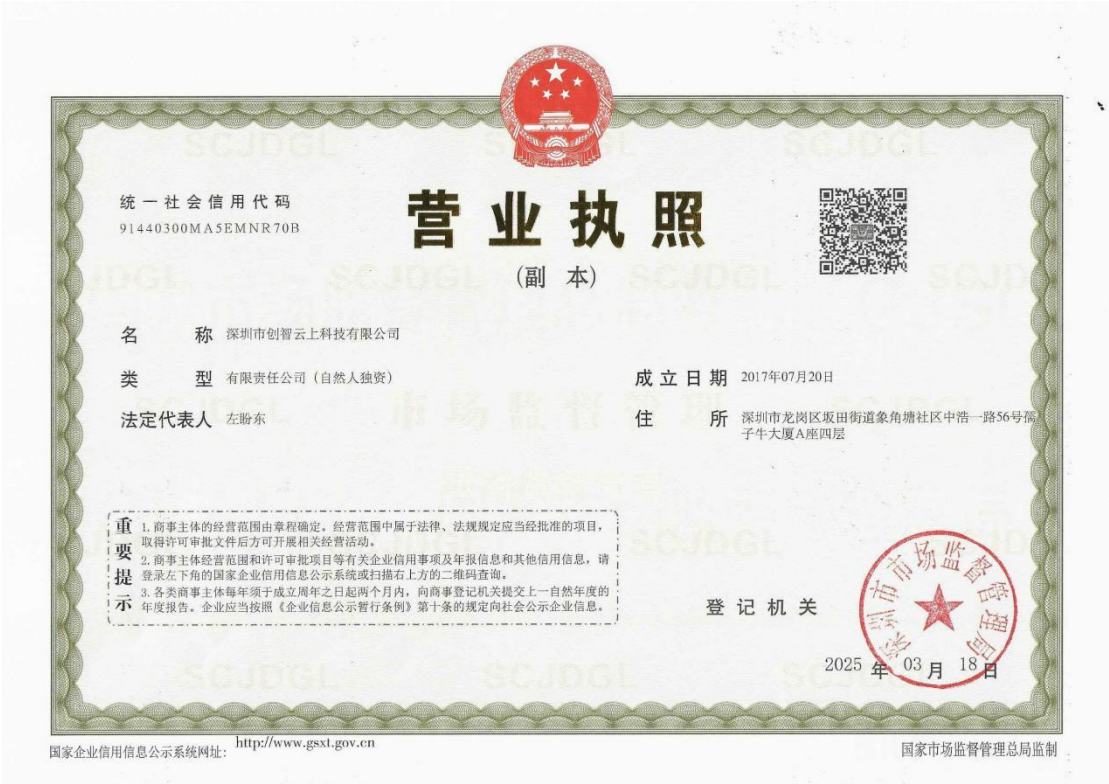 统一社会信用代码
91440300MA5EMNR70B
营业执照
(副 本)
名 称 深圳市创智云上科技有限公司
类 型 有限责任公司（自然人独资）
成立日期 2017年07月20日
法定代表人 左盼东
住 所 深圳市龙岗区坂田街道象角塘社区中浩一路56号孺
子牛大厦A座四层
重要提示
1.商事主体的经营范围由章程确定。经营范围中属于法律、法规规定应当经批准的项目，
取得许可审批文件后方可开展相关经营活动。
2.商事主体经营范围和许可审批项目等有关企业信用事项及年报信息和其他信用信息，请
登录左下角的国家企业信用信息公示系统或扫描右上方的二维码查询。
3.各类商事主体每年须于成立周年之日起两个月内，向商事登记机关提交上一自然年度的
年度报告。企业应当按照《企业信息公示暂行条例》第十条的规定向社会公示企业信息。
登记机关
深圳市市场监督管理局
2025 年 03 月 18 日
国家企业信用信息公示系统网址：http://www.gsxt.gov.cn
国家市场监督管理总局监制
SCJDGL
市场监督管理